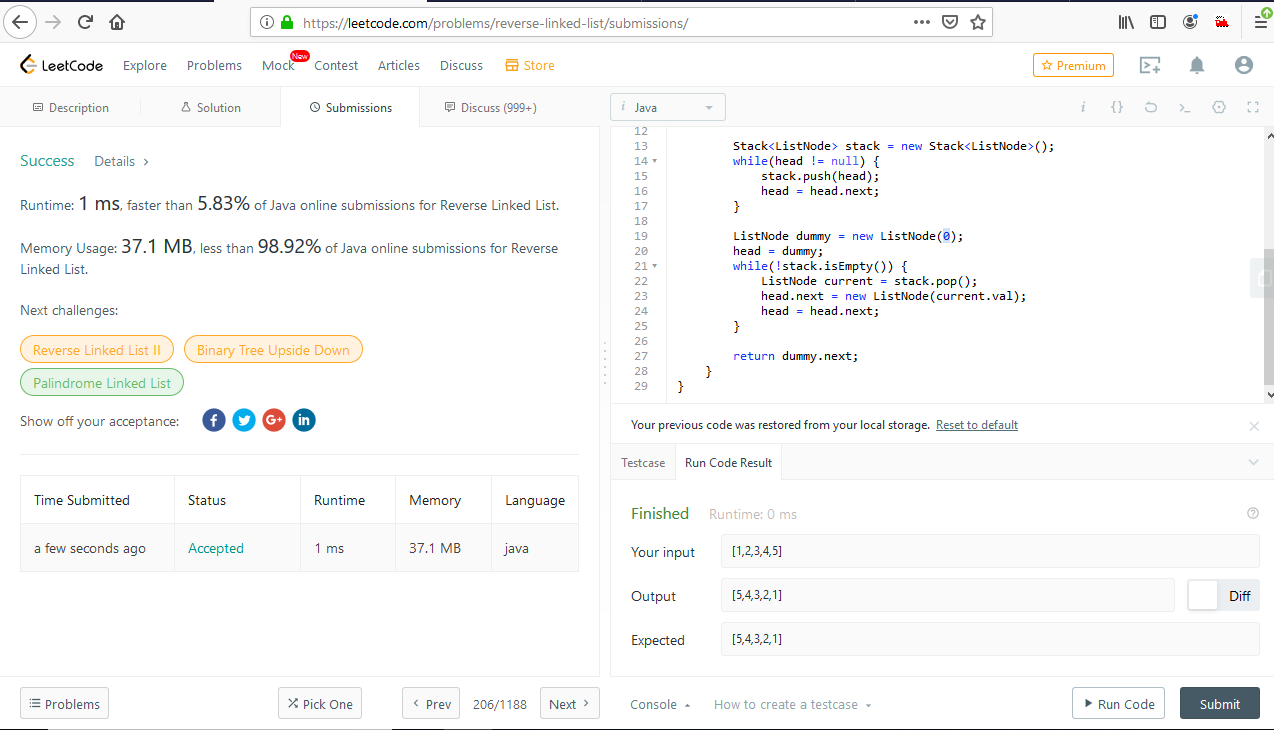 https://leetcode.com/problems/reverse-linked-list/submissions/
LeetCode Explore Problems Mock New Contest Articles Discuss Store Premium
Description Solution Submissions Discuss (999+)
Success Details >
Runtime: 1 ms, faster than 5.83% of Java online submissions for Reverse Linked List.
Memory Usage: 37.1 MB, less than 98.92% of Java online submissions for Reverse
Linked List.
Next challenges:
Reverse Linked List II Binary Tree Upside Down
Palindrome Linked List
Show off your acceptance: f G+ in
Time Submitted Status Runtime Memory Language
a few seconds ago Accepted 1 ms 37.1 MB java
Problems Pick One < Prev 206/1188 Next >
i Java i {}
12
13 Stack<ListNode> stack = new Stack<ListNode>();
14 while(head != null) {
15 stack.push(head);
16 head = head.next;
17 }
18
19 ListNode dummy = new ListNode(0);
20 head = dummy;
21 while(!stack.isEmpty()) {
22 ListNode current = stack.pop();
23 head.next = new ListNode(current.val);
24 head = head.next;
25 }
26
27 return dummy.next;
28 }
29 }
Your previous code was restored from your local storage. Reset to default
Testcase Run Code Result
Finished Runtime: 0 ms
Your input [1,2,3,4,5]
Output [5,4,3,2,1] Diff
Expected [5,4,3,2,1]
Console How to create a testcase Run Code Submit